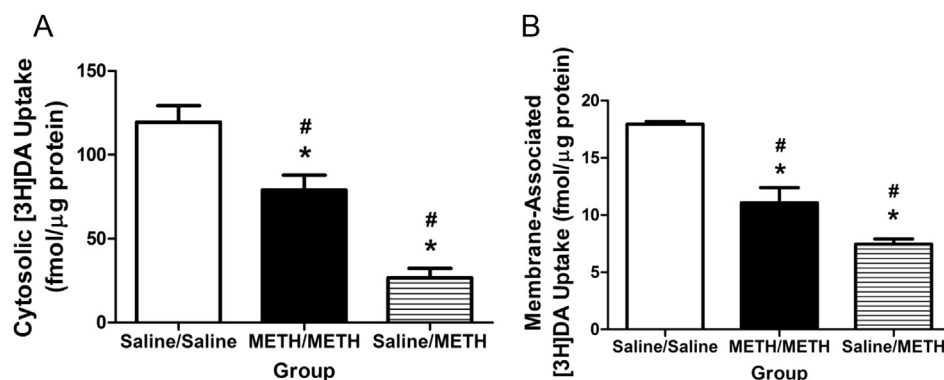 A
Cytosolic [3H]DA Uptake
(fmol/μg protein)
150
100
50
0
#
*
#
*
Saline/Saline METH/METH Saline/METH
Group
B
Membrane-Associated
[3H]DA Uptake (fmol/μg protein)
20
15
10
5
0
#
*
#
*
Saline/Saline METH/METH Saline/METH
Group